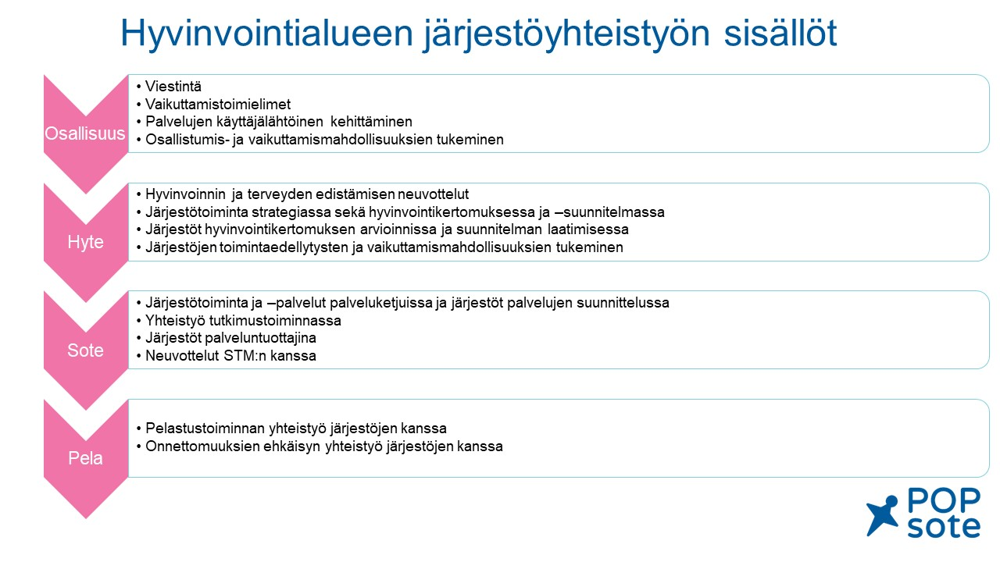 Hyvinvointialueen järjestöyhteistyön sisällöt
Osallisuus
• Viestintä
• Vaikuttamistoimielimet
• Palvelujen käyttäjälähtöinen kehittäminen
• Osallistumis- ja vaikuttamismahdollisuuksien tukeminen
Hyte
• Hyvinvoinnin ja terveyden edistämisen neuvottelut
• Järjestötoiminta strategiassa sekä hyvinvointikertomuksessa ja –suunnitelmassa
• Järjestöt hyvinvointikertomuksen arvioinnissa ja suunnitelman laatimisessa
• Järjestöjen toimintaedellytysten ja vaikuttamismahdollisuuksien tukeminen
Sote
• Järjestötoiminta ja –palvelut palveluketjuissa ja järjestöt palvelujen suunnittelussa
• Yhteistyö tutkimustoiminnassa
• Järjestöt palveluntuottajina
• Neuvottelut STM:n kanssa
Pela
• Pelastustoiminnan yhteistyö järjestöjen kanssa
• Onnettomuuksien ehkäisyn yhteistyö järjestöjen kanssa
POP
sote